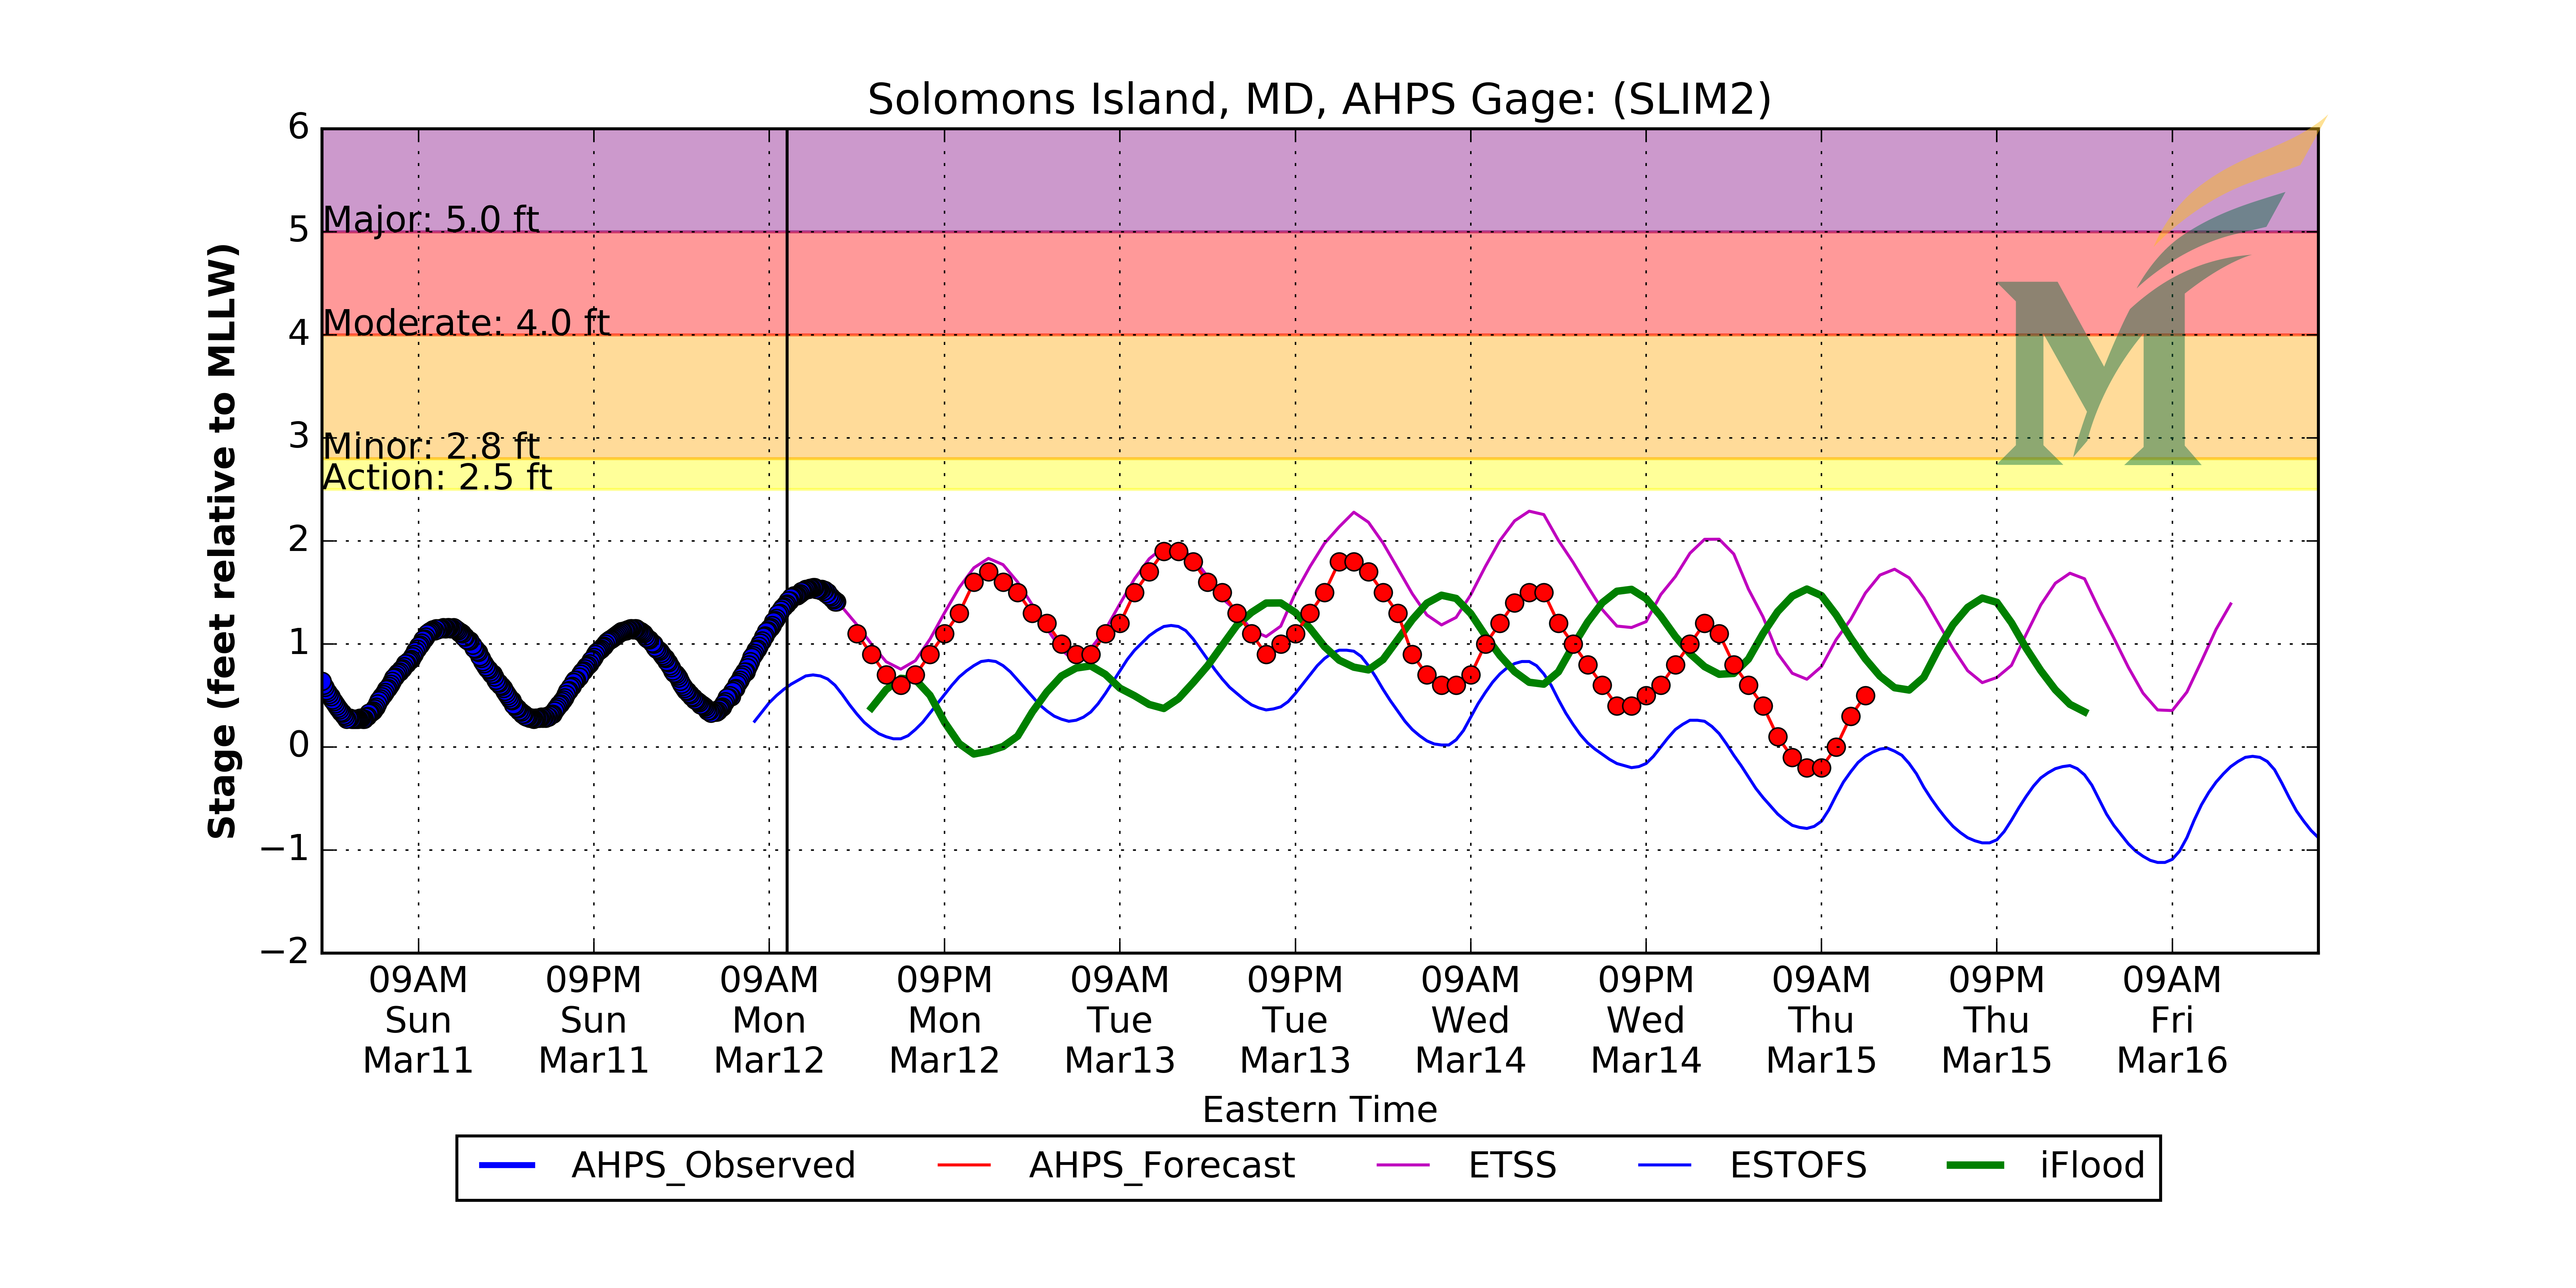 Solomons Island, MD, AHPS Gage: (SLIM2)
Stage (feet relative to MLLW)
6
5
4
3
2
1
0
−1
−2
Major: 5.0 ft
Moderate: 4.0 ft
Minor: 2.8 ft
Action: 2.5 ft
M
09AM Sun Mar11
09PM Sun Mar11
09AM Mon Mar12
09PM Mon Mar12
09AM Tue Mar13
09PM Tue Mar13
09AM Wed Mar14
09PM Wed Mar14
09AM Thu Mar15
09PM Thu Mar15
09AM Fri Mar16
Eastern Time
AHPS_Observed AHPS_Forecast ETSS ESTOFS iFlood